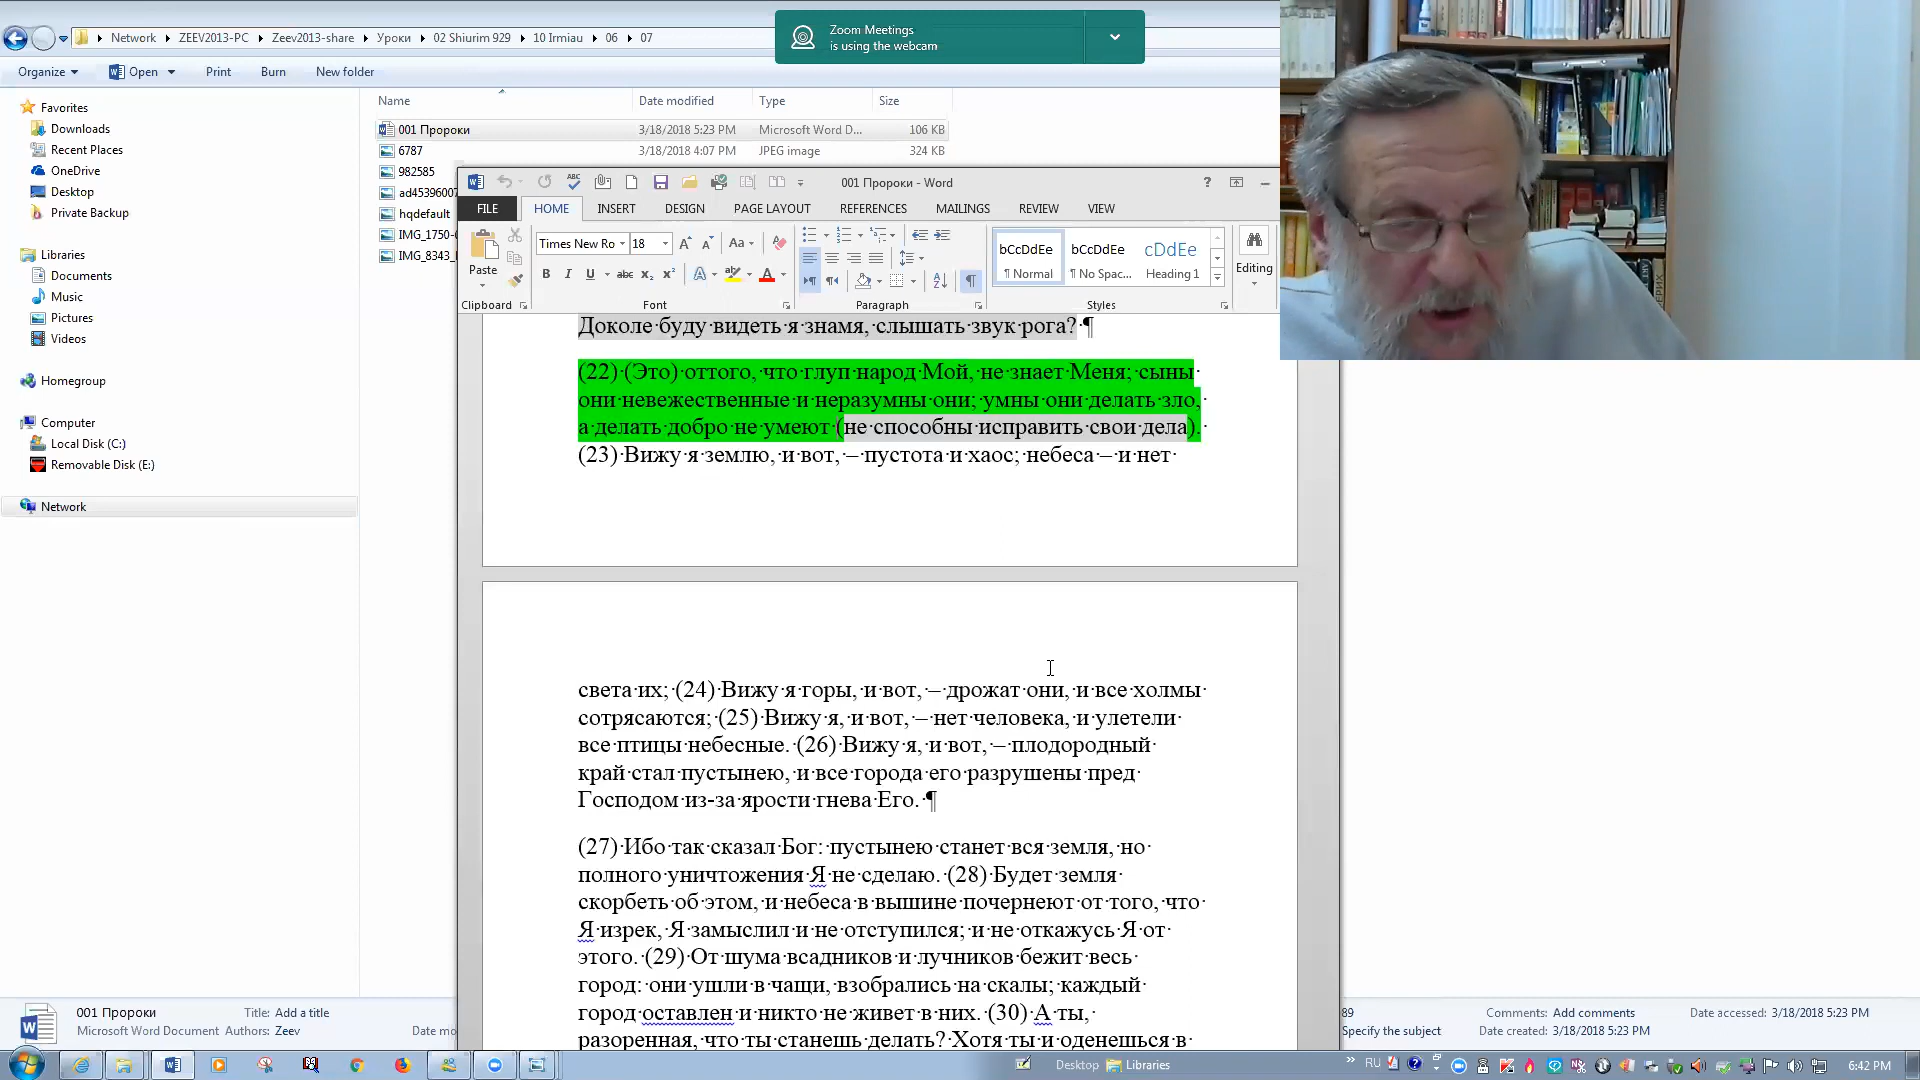 Network ▸ ZEEV2013-PC ▸ Zeev2013-share ▸ Уроки ▸ 02 Shiurim 929 ▸ 10 Irmiau ▸ 06 ▸ 07
Zoom Meetings
is using the webcam
Organize Open Print Burn New folder
Name Date modified Type Size
Favorites
Downloads
Recent Places
OneDrive
Desktop
Private Backup
Libraries
Documents
Music
Pictures
Videos
Homegroup
Computer
Local Disk (C:)
Removable Disk (E:)
Network
001 Пророки 3/18/2018 5:23 PM Microsoft Word D... 106 KB
6787 3/18/2018 4:07 PM JPEG image 324 KB
982585
ad45396007
hqdefault
IMG_1750-
IMG_8343_
001 Пророки - Word
FILE HOME INSERT DESIGN PAGE LAYOUT REFERENCES MAILINGS REVIEW VIEW
Times New Ro 18
Paste
bCcDdEe bCcDdEe cDdEe
¶ Normal ¶ No Spac... Heading 1
Editing
Clipboard Font Paragraph Styles
Доколе буду видеть я знамя, слышать звук рога? ¶
(22) (Это) оттого, что глуп народ Мой, не знает Меня; сыны
они невежественные и неразумны они; умны они делать зло,
а делать добро не умеют (не способны исправить свои дела).
(23) Вижу я землю, и вот, – пустота и хаос; небеса – и нет
света их; (24) Вижу я горы, и вот, – дрожат они, и все холмы
сотрясаются; (25) Вижу я, и вот, – нет человека, и улетели
все птицы небесные. (26) Вижу я, и вот, – плодородный
край стал пустынею, и все города его разрушены пред
Господом из-за ярости гнева Его. ¶
(27) Ибо так сказал Бог: пустынею станет вся земля, но
полного уничтожения Я не сделаю. (28) Будет земля
скорбеть об этом, и небеса в вышине почернеют от того, что
Я изрек, Я замыслил и не отступился; и не откажусь Я от
этого. (29) От шума всадников и лучников бежит весь
город: они ушли в чащи, взобрались на скалы; каждый
город оставлен и никто не живет в них. (30) А ты,
разоренная, что ты станешь делать? Хотя ты и оденешься в
001 Пророки Title: Add a title
Microsoft Word Document Authors: Zeev Date mo
89 Comments: Add comments Date accessed: 3/18/2018 5:23 PM
Specify the subject Date created: 3/18/2018 5:23 PM
Desktop Libraries RU 6:42 PM